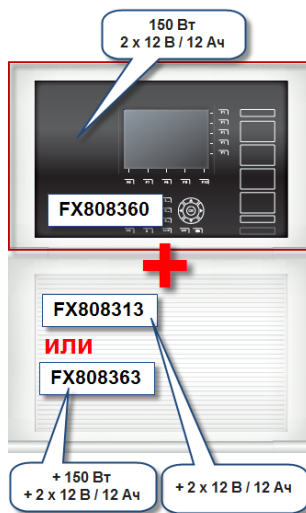 150 Вт
2 x 12 В / 12 Ач
FX808360
FX808313
ИЛИ
FX808363
+ 150 Вт
+ 2 x 12 В / 12 Ач
+ 2 x 12 В / 12 Ач